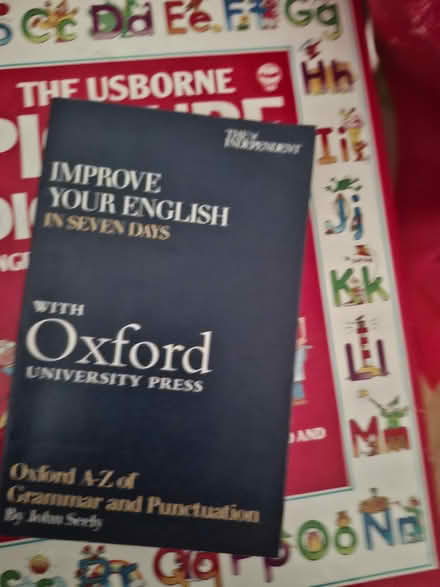 Cc Dd Ee Ff Gg
THE USBORNE
Hh
Ii
Jj
Kk
Ll
Mm
THE INDEPENDENT
IMPROVE
YOUR ENGLISH
IN SEVEN DAYS
WITH
Oxford
UNIVERSITY PRESS
Oxford A-Z of
Grammar and Punctuation
By John Seely
AND
Qq Pp Oo Nn